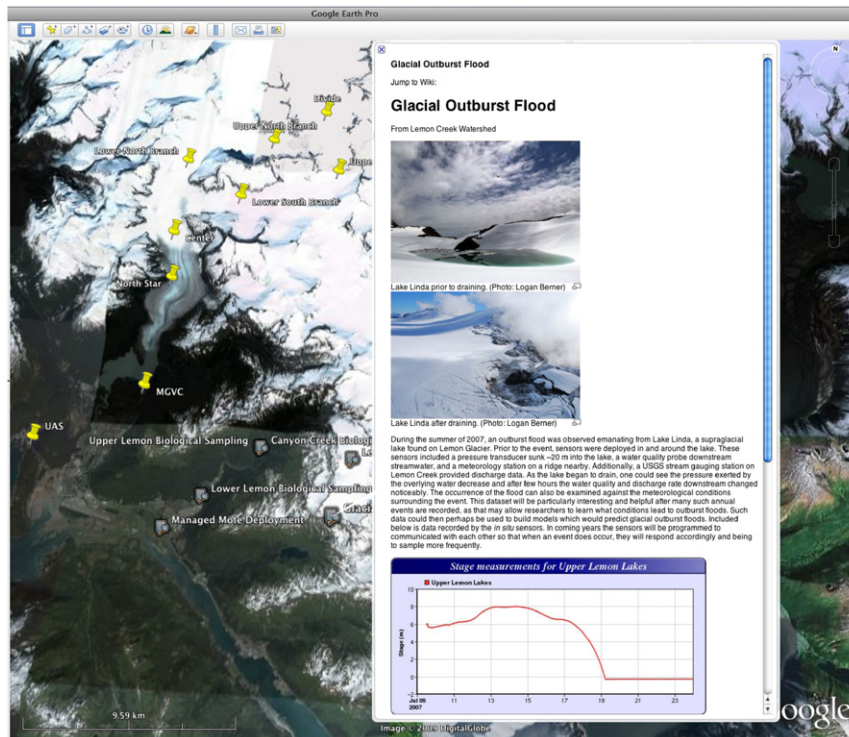 Google Earth Pro
Divide
Upper North Branch
Lower North Branch
Upper
Lower South Branch
Center
North Star
MGVC
UAS
Upper Lemon Biological Sampling
Canyon Creek Biologi
Lower Lemon Biological Sampling
Glaci
Managed Mote Deployment
9.59 km
Image © 2009 DigitalGlobe
oogle
N
Glacial Outburst Flood
Jump to Wiki:
Glacial Outburst Flood
From Lemon Creek Watershed
Lake Linda prior to draining. (Photo: Logan Berner)
Lake Linda after draining. (Photo: Logan Berner)
During the summer of 2007, an outburst flood was observed emanating from Lake Linda, a supraglacial
lake found on Lemon Glacier. Prior to the event, sensors were deployed in and around the lake. These
sensors included a pressure transducer sunk ~20 m into the lake, a water quality probe downstream
streamwater, and a meteorology station on a ridge nearby. Additionally, a USGS stream gauging station on
Lemon Creek provided discharge data. As the lake began to drain, one could see the pressure exerted by
the overlying water decrease and after few hours the water quality and discharge rate downstream changed
noticeably. The occurrence of the flood can also be examined against the meteorological conditions
surrounding the event. This dataset will be particularly interesting and helpful after many such annual
events are recorded, as that may allow researchers to learn what conditions lead to outburst floods. Such
data could then perhaps be used to build models which would predict glacial outburst floods. Included
below is data recorded by the in situ sensors. In coming years the sensors will be programmed to
communicated with each other so that when an event does occur, they will respond accordingly and being
to sample more frequently.
Stage measurements for Upper Lemon Lakes
Upper Lemon Lakes
Stage (m)
10
8
6
4
2
0
-2
Jul 09 11 13 15 17 19 21 23
2007